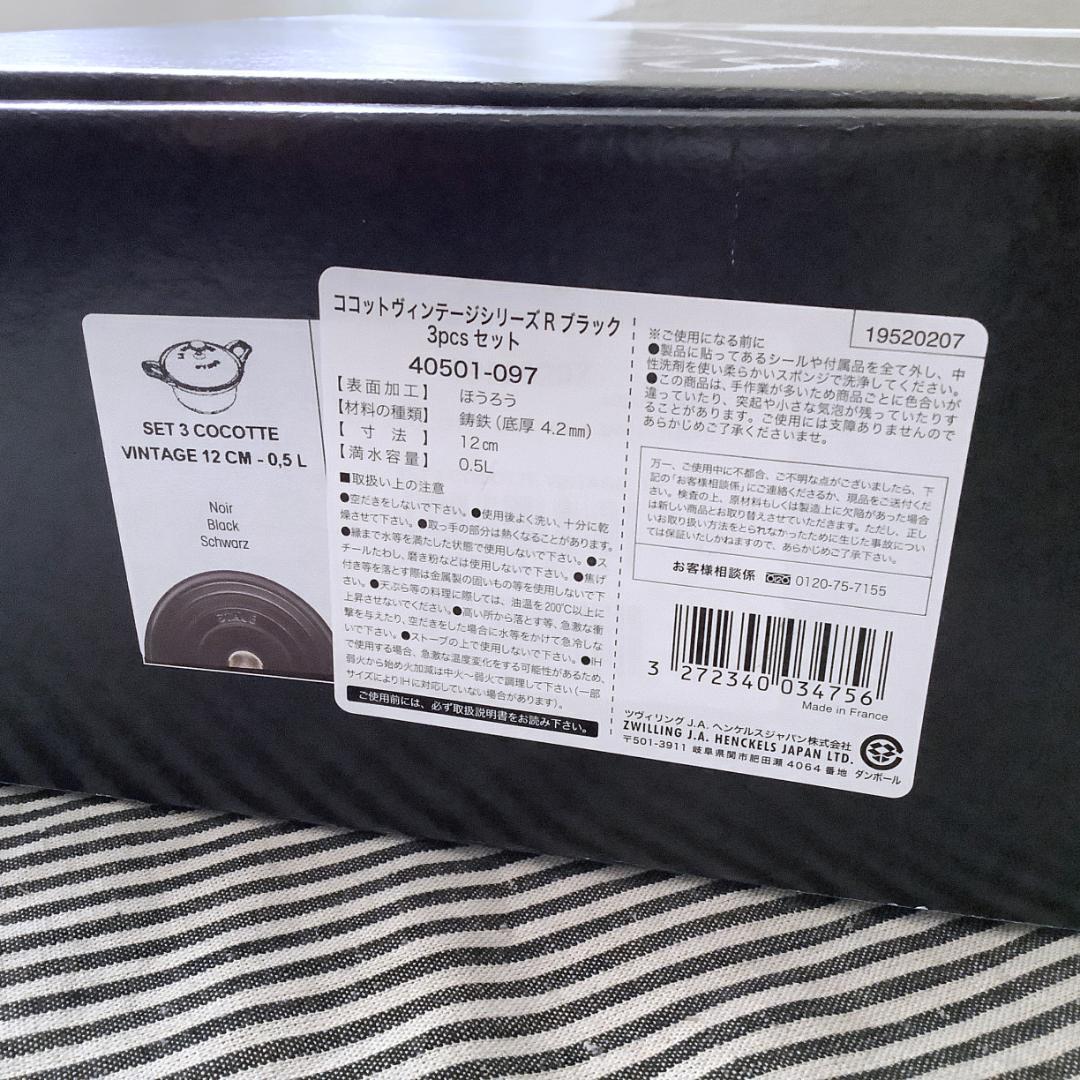 SET 3 COCOTTE
VINTAGE 12 CM - 0,5 L
Noir
Black
Schwarz
STAUB
ココットヴィンテージシリーズR ブラック
3pcs セット
40501-097
【表面加工】 ほうろう
【材料の種類】 鋳鉄 (底厚 4.2mm)
【寸法】 12cm
【満水容量】 0.5L
■取扱い上の注意
●空だきをしないで下さい。●使用後よく洗い、十分に乾
燥させて下さい。●取っ手の部分は熱くなることがあります。
●縁まで水等を満たした状態で使用しないで下さい。●ス
チールたわし、磨き粉などは使用しないで下さい。●焦げ
付き等を落とす際は金属製の固いもの等を使用しないで下
さい。●天ぷら等の料理に際しては、油温を200℃以上に
上昇させないでください。●高い所から落とす等、急激な衝
撃を与えたり、空だきをした場合に水等をかけて急冷しな
いで下さい。●ストーブの上で使用しないで下さい。●IH
で使用する場合、急激な温度変化をする可能性があるため、
弱火から始め火加減は中火〜弱火で調理して下さい(一部
サイズによりIHに対応していない場合があります)。
ご使用前には、必ず取扱説明書をお読み下さい。
19520207
※ご使用になる前に
●製品に貼ってあるシールや付属品を全て外し、中
性洗剤を使い柔らかいスポンジで洗浄してください。
●この商品は、手作業が多いため商品ごとに色合いが
違っていたり、突起や小さな気泡が残っていたりす
ることがあります。ご使用には支障ありませんので
あらかじめご了承くださいませ。
万一、ご使用中に不都合、ご不明な点がございましたら、下
記の「お客様相談係」にご連絡くださるか、現品をご送付くだ
さい。検査の上、原材料もしくは製造上に欠陥があった場合
は新しい商品とお取り替えさせていただきます。ただし、正し
いお取り扱い方法をとられなかったために生じた事故につい
ては保証いたしかねますので、あらかじめご了承下さい。
お客様相談係 0120-75-7155
3 272340 034756
Made in France
ツヴィリング J.A. ヘンケルスジャパン株式会社
ZWILLING J.A. HENCKELS JAPAN LTD.
〒501-3911 岐阜県関市肥田瀬 4064 番地
ダンボール